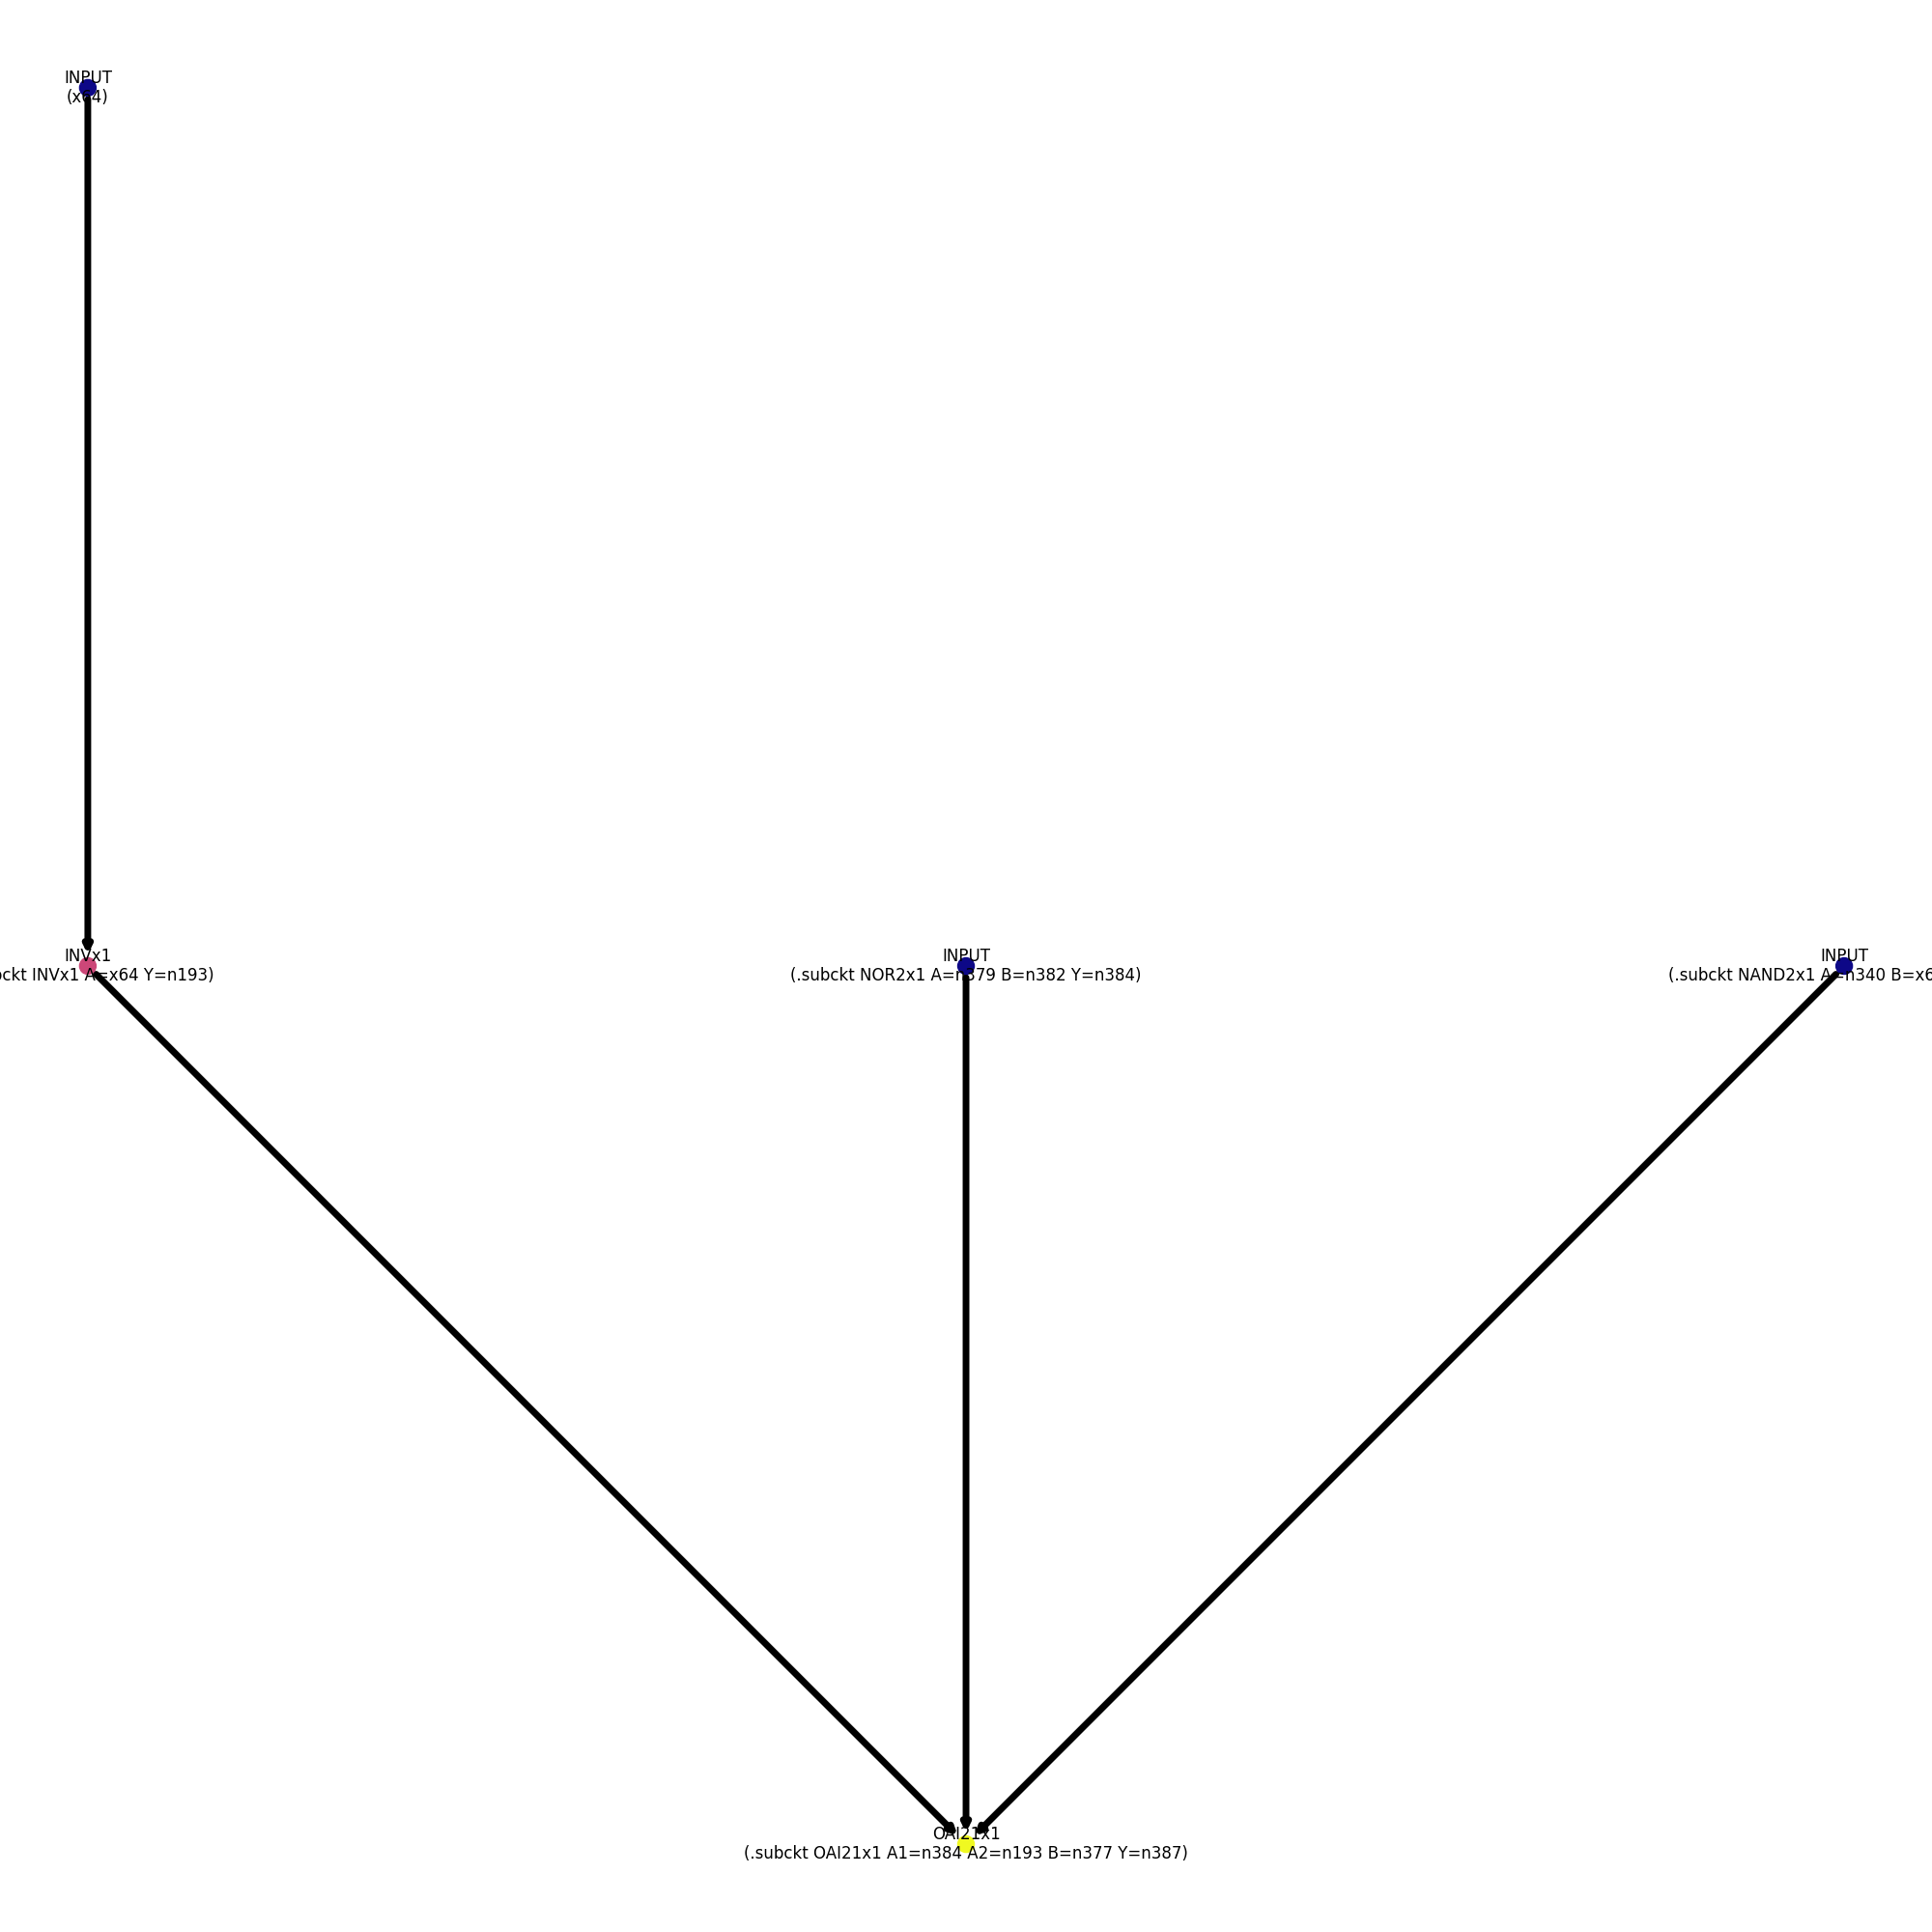 INPUT
(x64)
INVx1
INPUT
INPUT
ckt INVx1 A=x64 Y=n193)
(.subckt NOR2x1 A=n379 B=n382 Y=n384)
(.subckt NAND2x1 A=n340 B=x6
OAI21x1
(.subckt OAI21x1 A1=n384 A2=n193 B=n377 Y=n387)